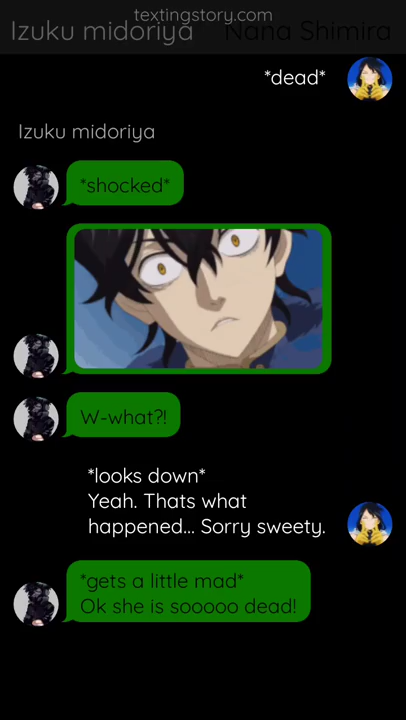 textingstory.com
Izuku midoriya
Nana Shimira
*dead*
Izuku midoriya
*shocked*
W-what?!
*looks down*
Yeah. Thats what
happened... Sorry sweety.
*gets a little mad*
Ok she is sooooo dead!